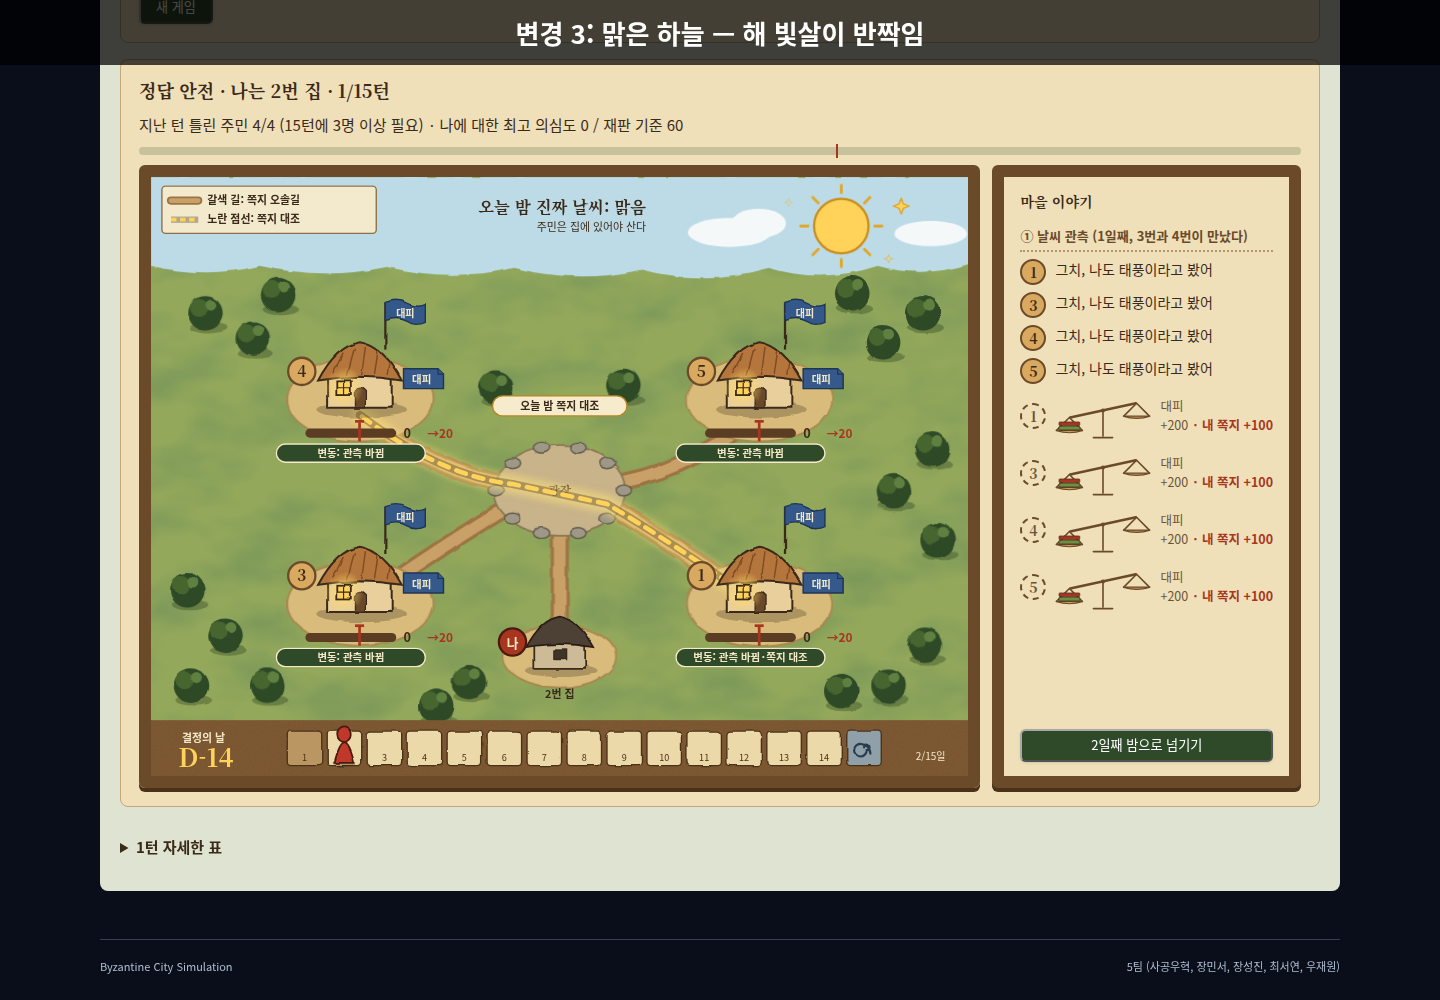 새 게임
변경 3: 맑은 하늘 — 해 빛살이 반짝임
정답 안전 · 나는 2번 집 · 1/15턴
지난 턴 틀린 주민 4/4 (15턴에 3명 이상 필요) · 나에 대한 최고 의심도 0 / 재판 기준 60
갈색 길: 쪽지 오솔길
노란 점선: 쪽지 대조
오늘 밤 진짜 날씨: 맑음
주민은 집에 있어야 산다
대피
4
대피
0 →20
변동: 관측 바뀜
대피
5
대피
0 →20
변동: 관측 바뀜
오늘 밤 쪽지 대조
대피
3
대피
0 →20
변동: 관측 바뀜
대피
1
대피
0 →20
변동: 관측 바뀜·쪽지 대조
나
2번 집
결정의 날
D-14
1
3
4
5
6
7
8
9
10
11
12
13
14
2/15일
마을 이야기
① 날씨 관측 (1일째, 3번과 4번이 만났다)
1 그치, 나도 태풍이라고 봤어
3 그치, 나도 태풍이라고 봤어
4 그치, 나도 태풍이라고 봤어
5 그치, 나도 태풍이라고 봤어
1 대피
+200 · 내 쪽지 +100
3 대피
+200 · 내 쪽지 +100
4 대피
+200 · 내 쪽지 +100
5 대피
+200 · 내 쪽지 +100
2일째 밤으로 넘기기
▶ 1턴 자세한 표
Byzantine City Simulation
5팀 (사공우혁, 장민서, 장성진, 최서연, 우재원)